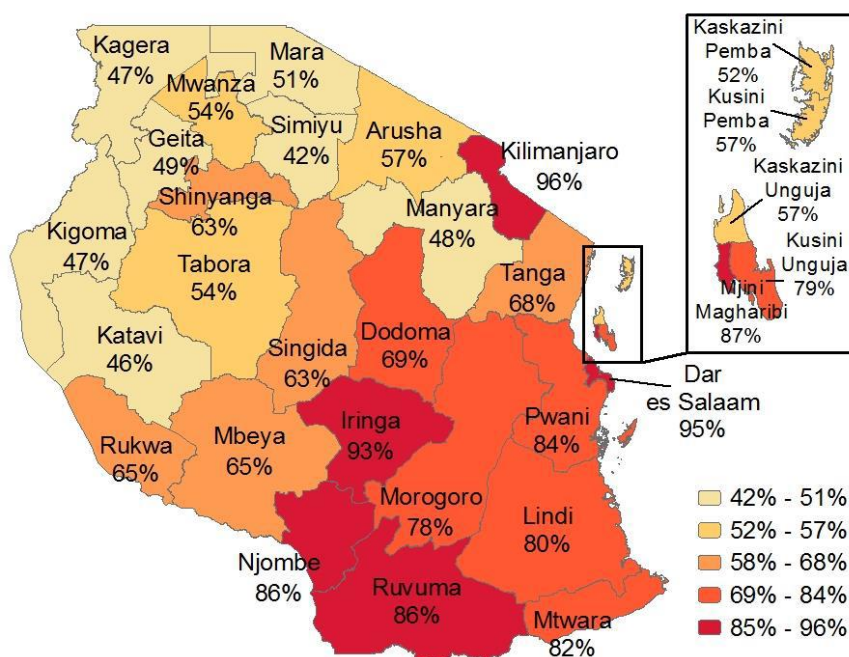 Kagera
47%
Mara
51%
Mwanza
54%
Simiyu
42%
Geita
49%
Arusha
57%
Kilimanjaro
96%
Shinyanga
63%
Kigoma
47%
Manyara
48%
Tabora
54%
Tanga
68%
Katavi
46%
Singida
63%
Dodoma
69%
Rukwa
65%
Mbeya
65%
Iringa
93%
Pwani
84%
Dar
es Salaam
95%
Morogoro
78%
Lindi
80%
Njombe
86%
Ruvuma
86%
Mtwara
82%
Kaskazini
Pemba
52%
Kusini
Pemba
57%
Kaskazini
Unguja
57%
Kusini
Unguja
79%
Mjini
Magharibi
87%
42% - 51%
52% - 57%
58% - 68%
69% - 84%
85% - 96%